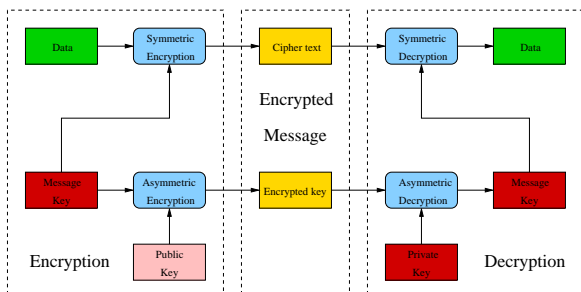 Data
Symmetric
Encryption
Cipher text
Symmetric
Decryption
Data
Encrypted
Message
Message
Key
Asymmetric
Encryption
Encrypted key
Asymmetric
Decryption
Message
Key
Encryption
Public
Key
Private
Key
Decryption